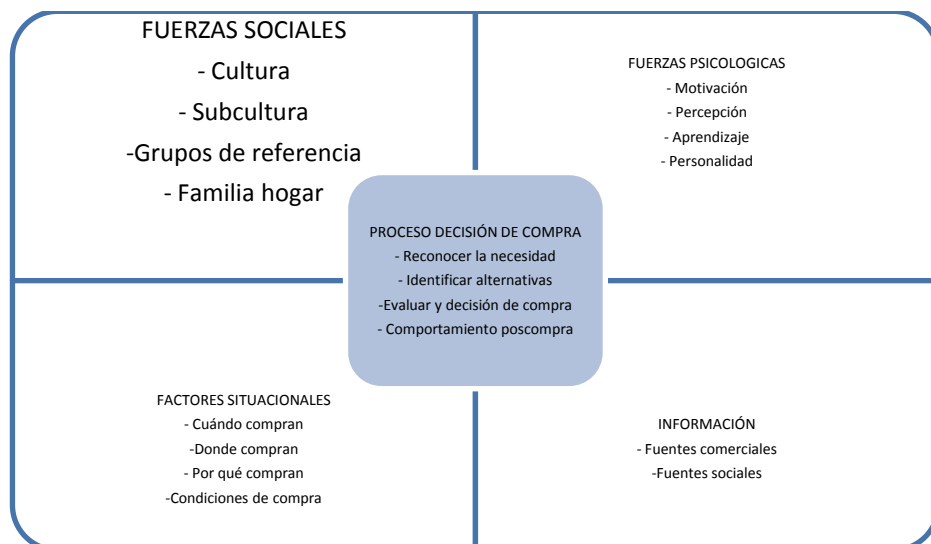 FUERZAS SOCIALES
- Cultura
- Subcultura
-Grupos de referencia
- Familia hogar
FUERZAS PSICOLOGICAS
- Motivación
- Percepción
- Aprendizaje
- Personalidad
PROCESO DECISIÓN DE COMPRA
- Reconocer la necesidad
- Identificar alternativas
-Evaluar y decisión de compra
- Comportamiento poscompra
FACTORES SITUACIONALES
- Cuándo compran
-Donde compran
- Por qué compran
-Condiciones de compra
INFORMACIÓN
- Fuentes comerciales
-Fuentes sociales